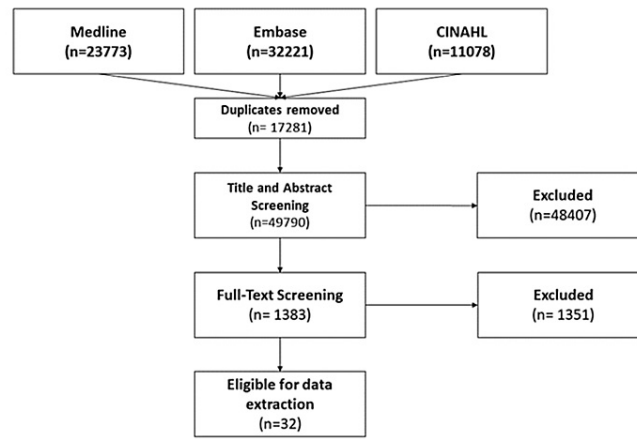 Medline
(n=23773)
Embase
(n=32221)
CINAHL
(n=11078)
Duplicates removed
(n= 17281)
Title and Abstract
Screening
(n=49790)
Excluded
(n=48407)
Full-Text Screening
(n= 1383)
Excluded
(n= 1351)
Eligible for data
extraction
(n=32)